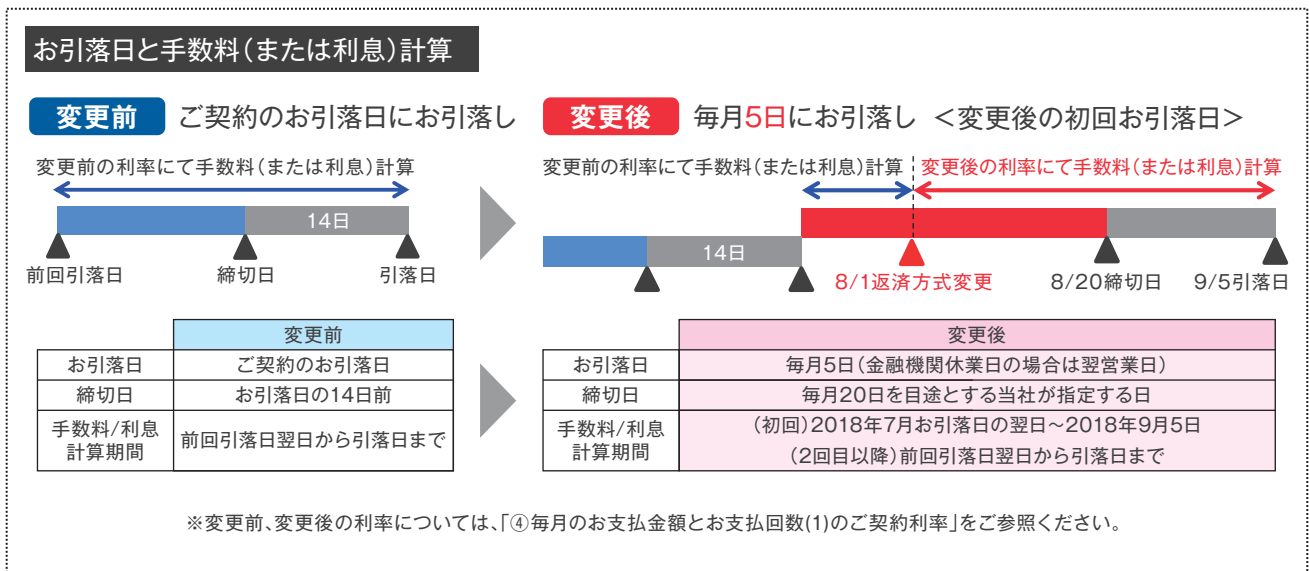 お引落日と手数料（または利息）計算
変更前 ご契約のお引落日にお引落し
変更前の利率にて手数料（または利息）計算
14日
前回引落日 締切日 引落日
変更後 毎月5日にお引落し ＜変更後の初回お引落日＞
変更前の利率にて手数料（または利息）計算 変更後の利率にて手数料（または利息）計算
14日
8/1返済方式変更 8/20締切日 9/5引落日
変更前
お引落日 ご契約のお引落日
締切日 お引落日の14日前
手数料/利息
計算期間
前回引落日翌日から引落日まで
変更後
お引落日 毎月5日（金融機関休業日の場合は翌営業日）
締切日 毎月20日を目途とする当社が指定する日
手数料/利息
計算期間
（初回）2018年7月お引落日の翌日～2018年9月5日
（2回目以降）前回引落日翌日から引落日まで
※変更前、変更後の利率については、「④毎月のお支払金額とお支払回数(1)のご契約利率」をご参照ください。